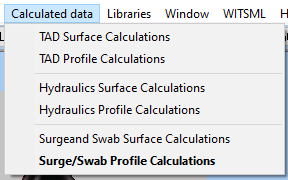 Calculated data Libraries Window WITSML H
TAD Surface Calculations
TAD Profile Calculations
Hydraulics Surface Calculations
Hydraulics Profile Calculations
Surgeand Swab Surface Calculations
Surge/Swab Profile Calculations